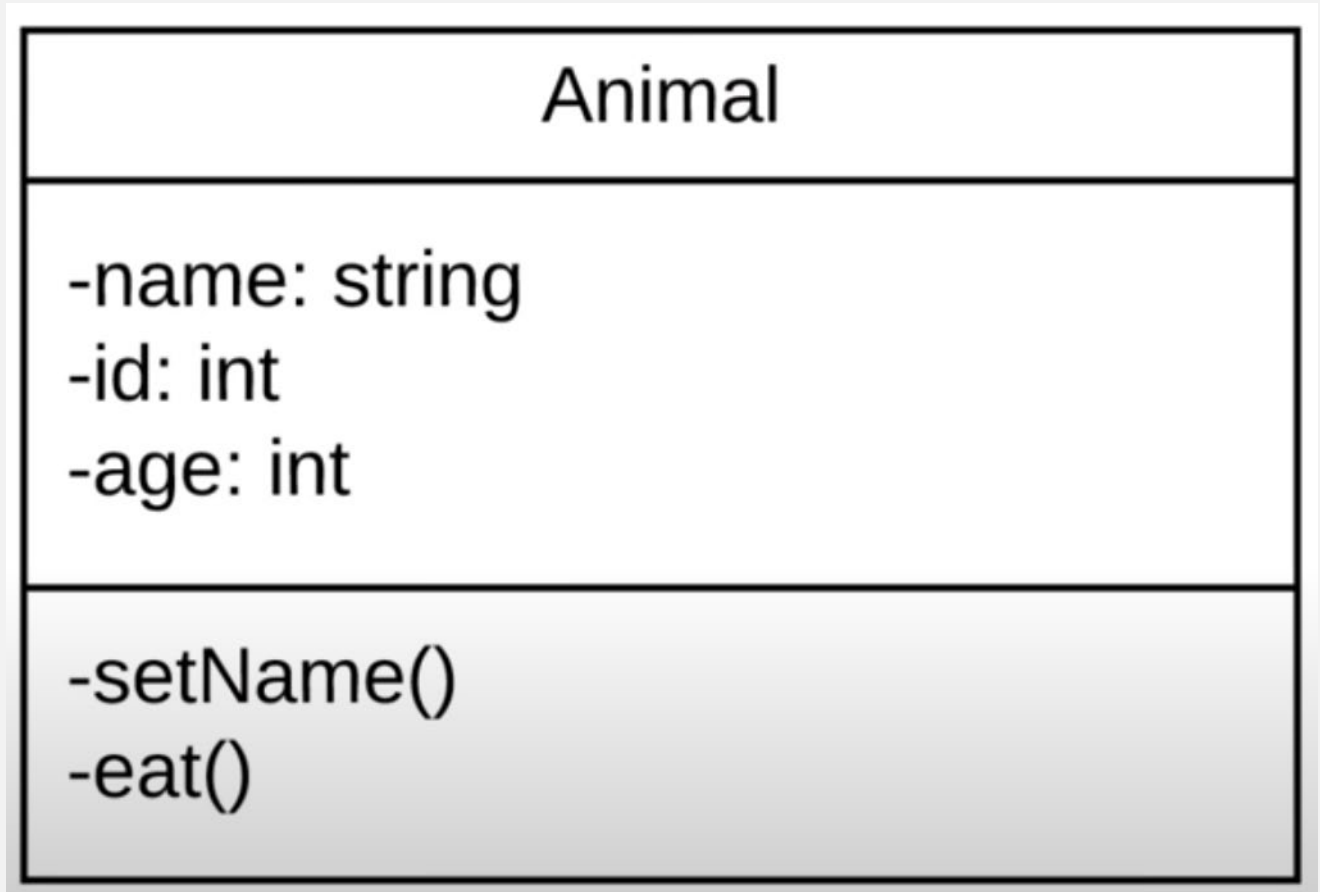 Animal
-name: string
-id: int
-age: int
-setName()
-eat()